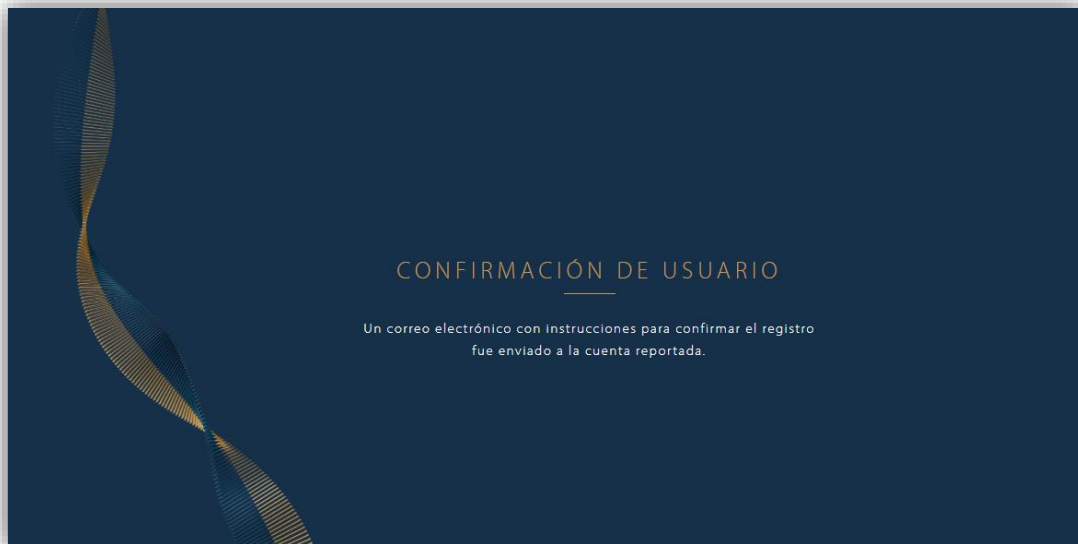 CONFIRMACIÓN DE USUARIO
Un correo electrónico con instrucciones para confirmar el registro
fue enviado a la cuenta reportada.